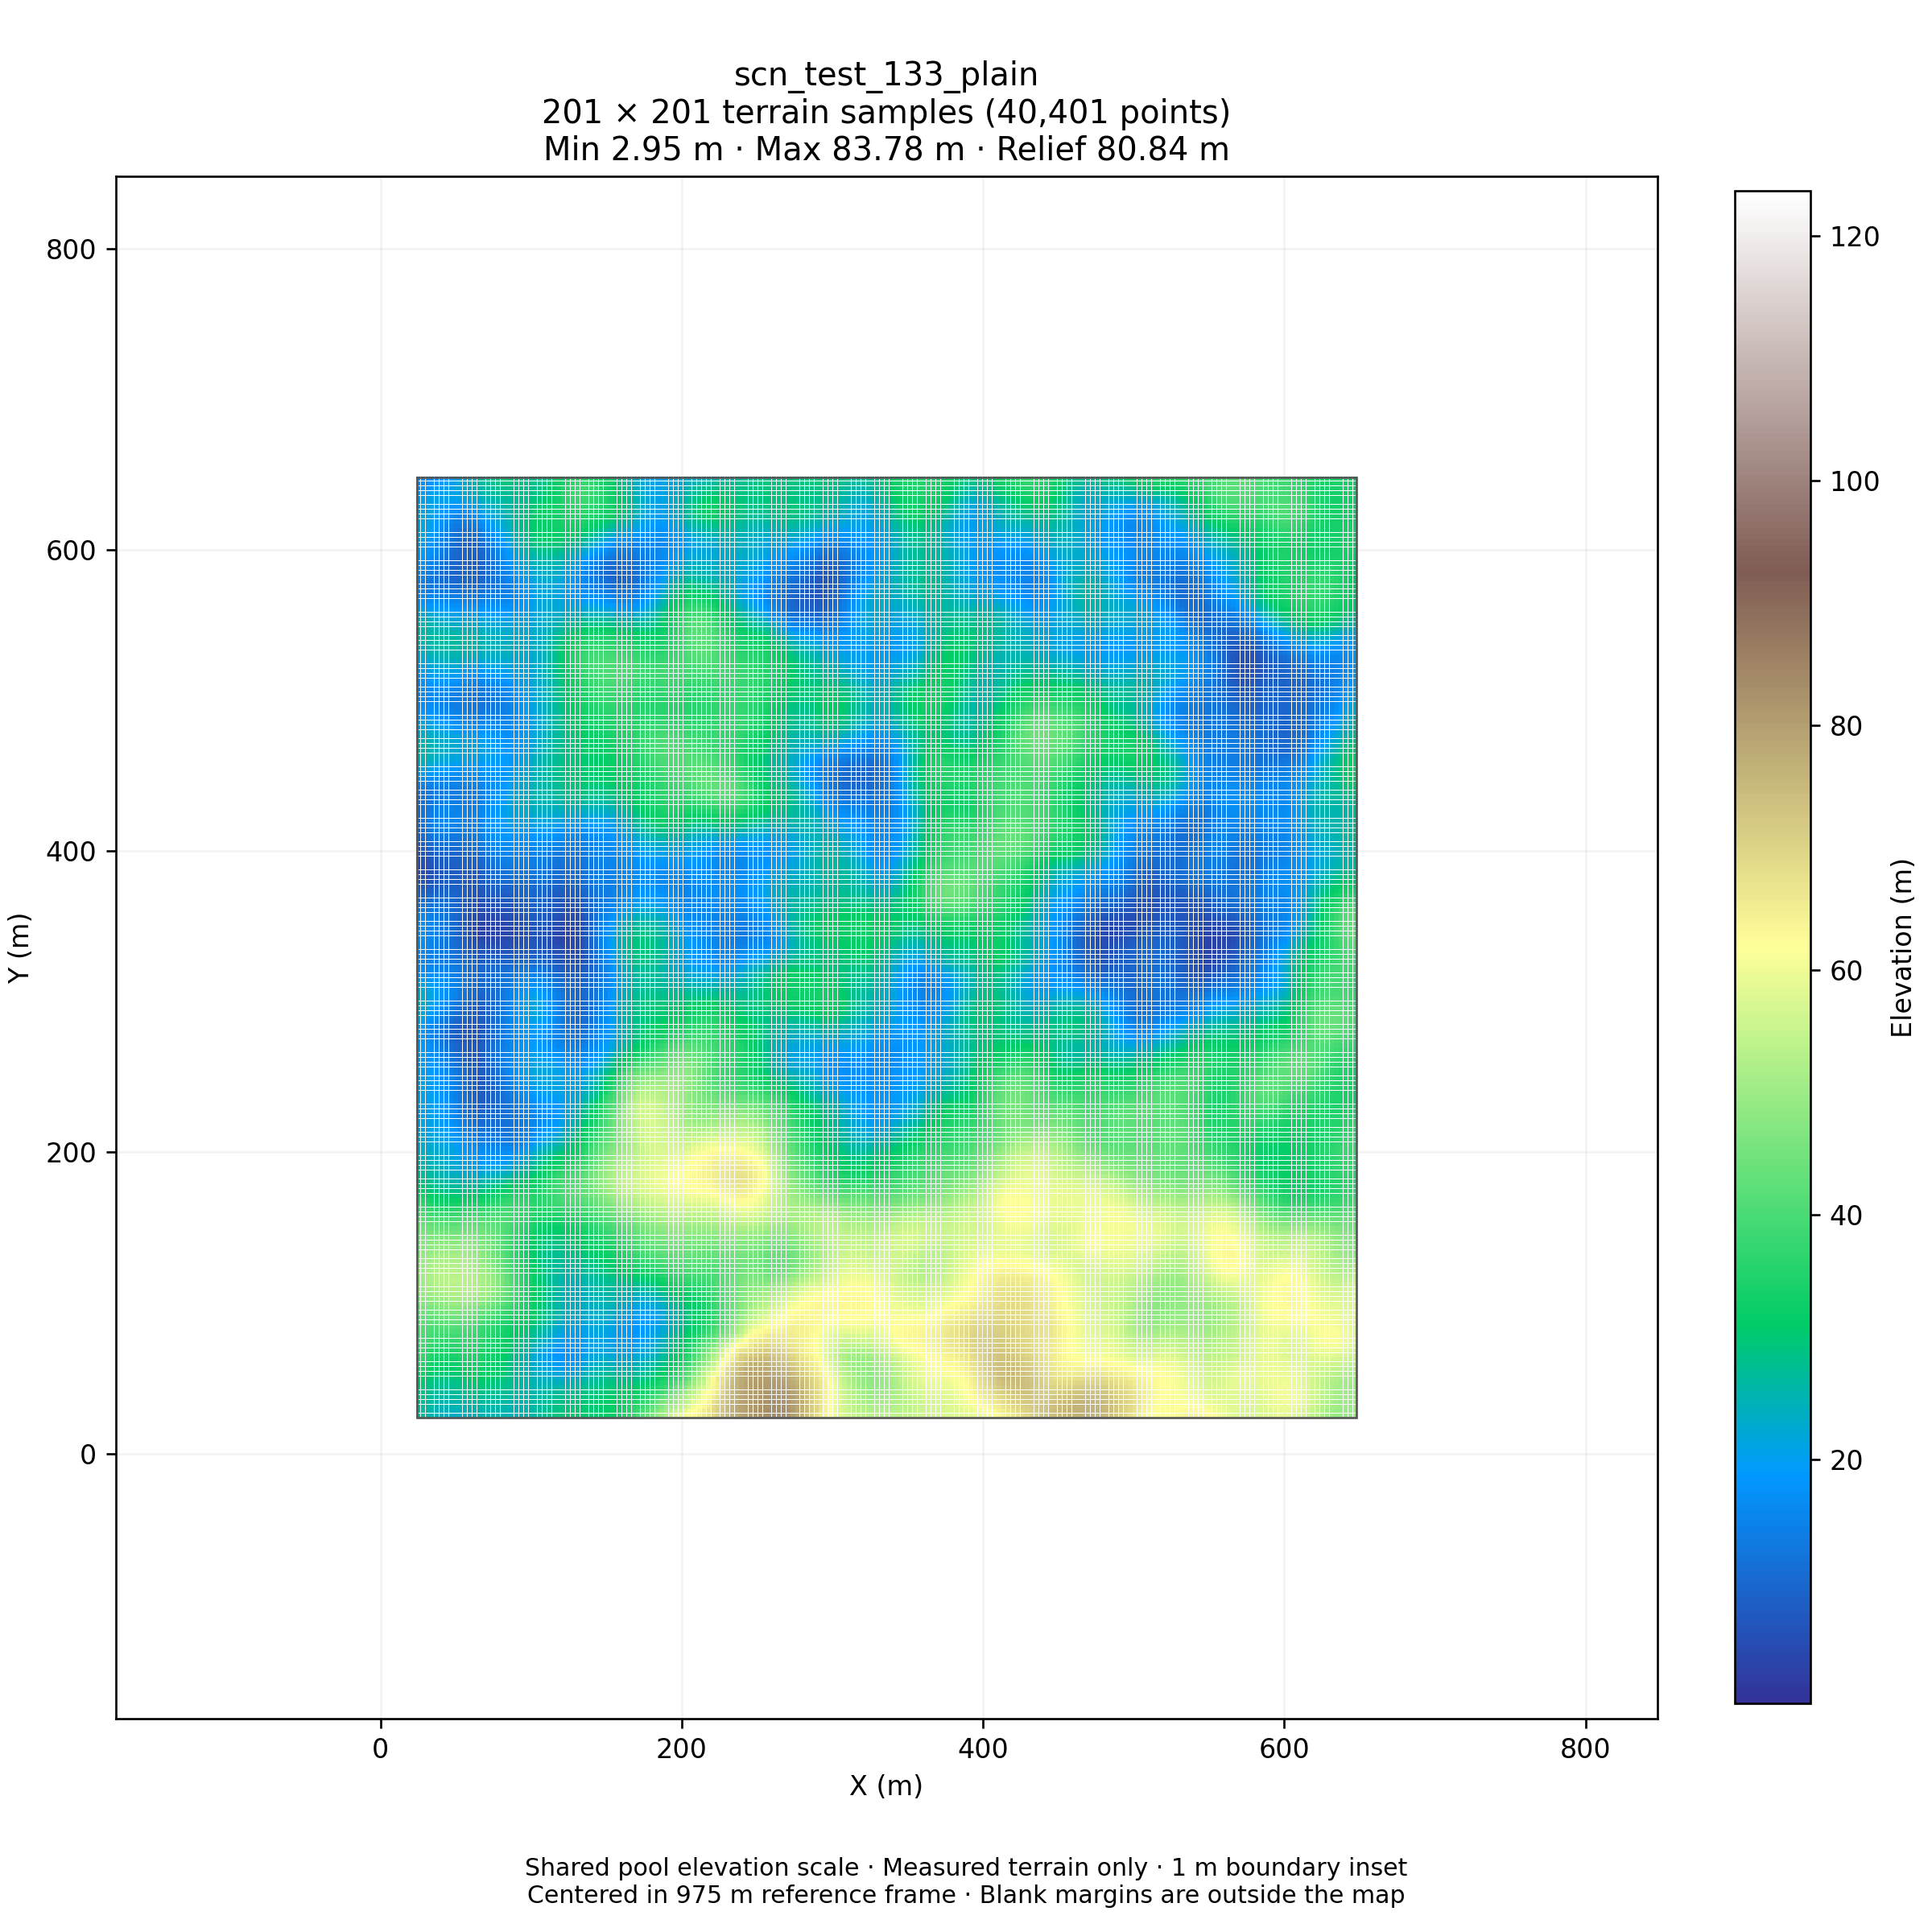 scn_test_133_plain
201 × 201 terrain samples (40,401 points)
Min 2.95 m · Max 83.78 m · Relief 80.84 m
800
600
400
200
0
Y (m)
0
200
400
600
800
X (m)
120
100
80
60
40
20
Elevation (m)
Shared pool elevation scale · Measured terrain only · 1 m boundary inset
Centered in 975 m reference frame · Blank margins are outside the map